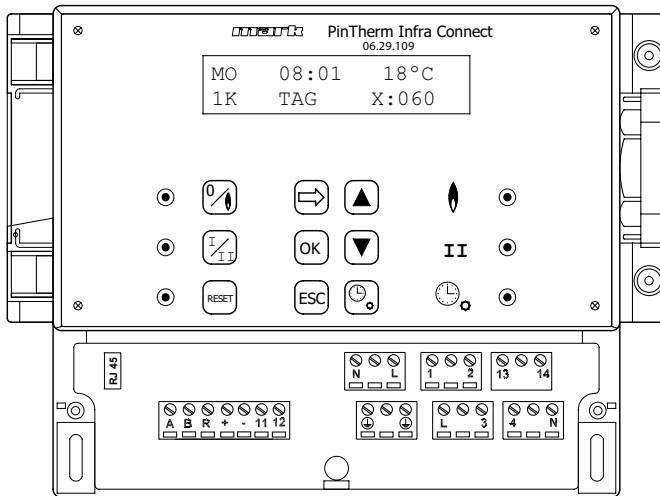 mark PinTherm Infra Connect
06.29.109
MO 08:01 18°C
1K TAG X:060
0/
I/II OK II
RESET ESC
RJ 45
N L 1 2 13 14
A B R + - 11 12 L 3 4 N